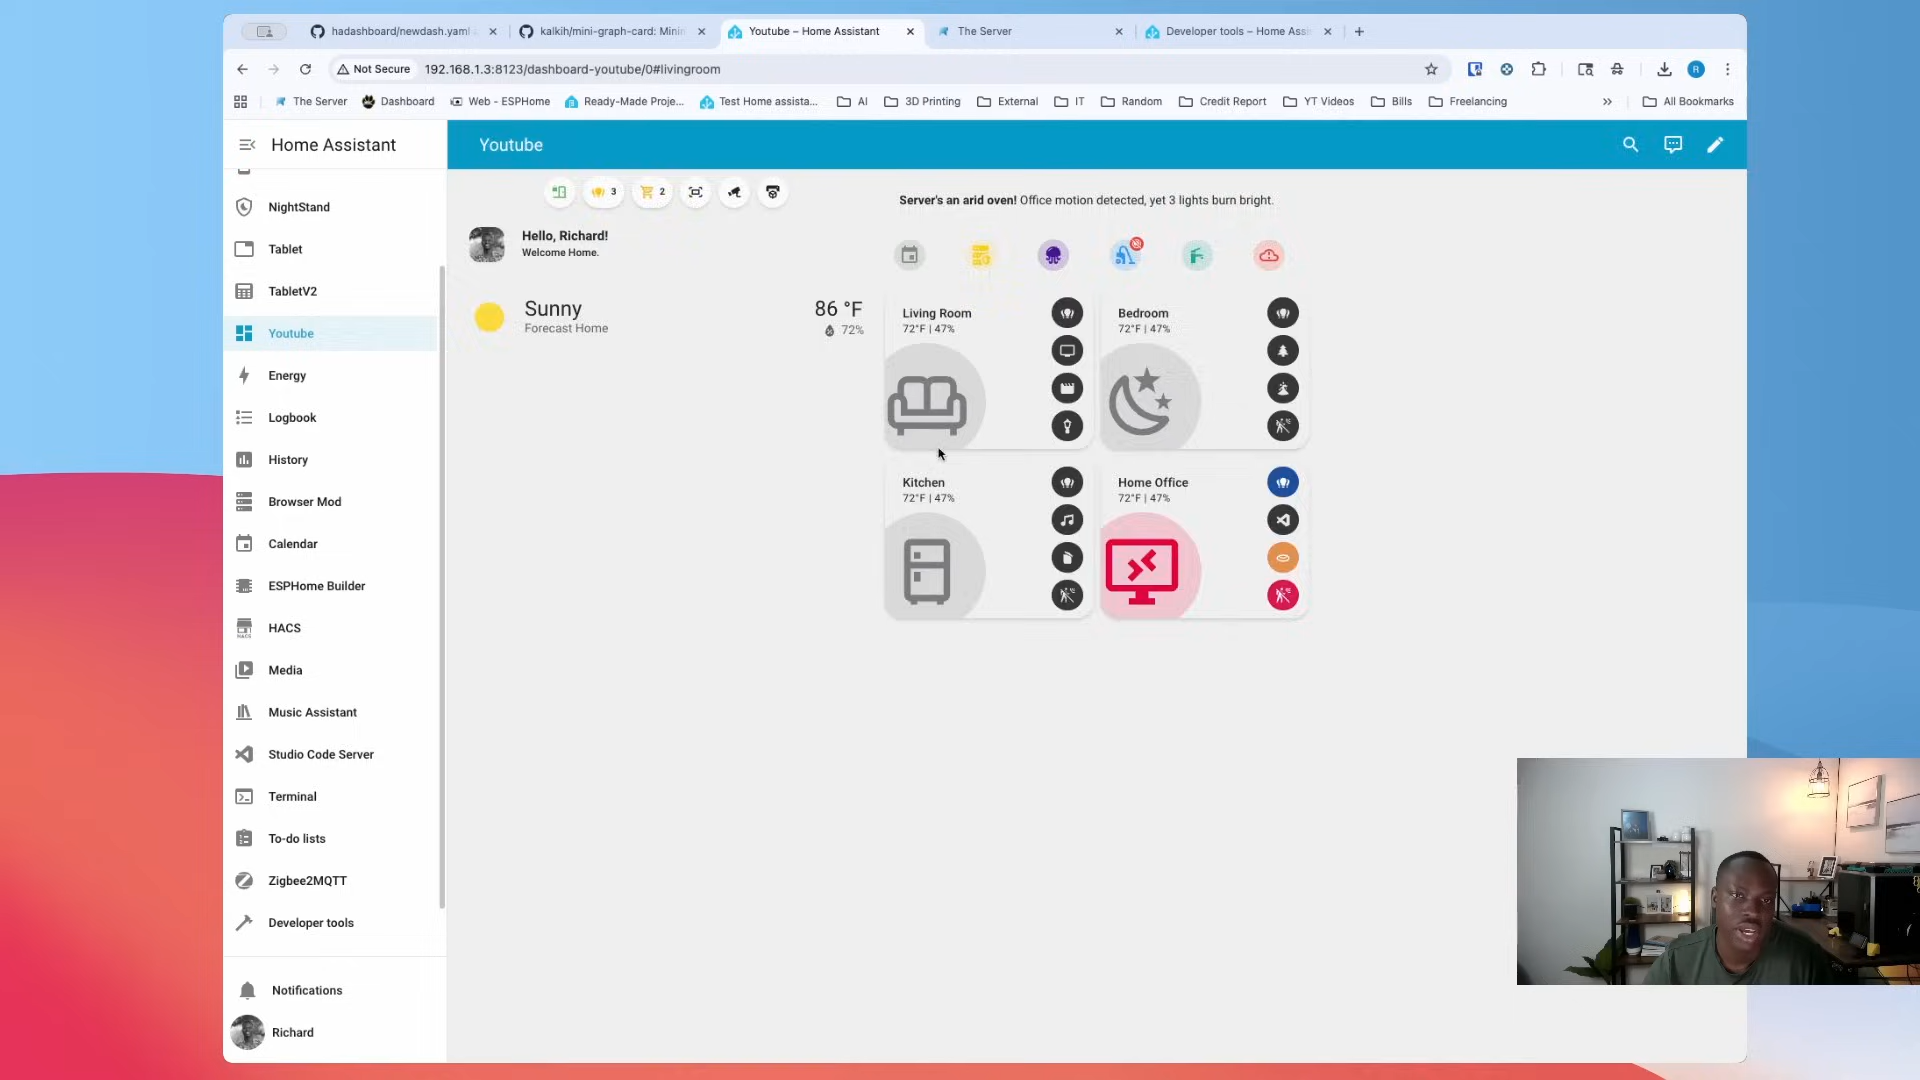 hadashboard/newdash.yaml
kalkih/mini-graph-card: Minim
Youtube – Home Assistant
The Server
Developer tools – Home Assi
Not Secure
192.168.1.3:8123/dashboard-youtube/0#livingroom
R
The Server
Dashboard
Web - ESPHome
Ready-Made Proje...
Test Home assista...
AI
3D Printing
External
IT
Random
Credit Report
YT Videos
Bills
Freelancing
All Bookmarks
Home Assistant
NightStand
Tablet
TabletV2
Youtube
Energy
Logbook
History
Browser Mod
Calendar
ESPHome Builder
HACS
Media
Music Assistant
Studio Code Server
Terminal
To-do lists
Zigbee2MQTT
Developer tools
Notifications
Richard
Youtube
3
2
Hello, Richard!
Welcome Home.
Sunny
Forecast Home
86 °F
72%
Server's an arid oven! Office motion detected, yet 3 lights burn bright.
Living Room
72°F | 47%
Bedroom
72°F | 47%
Kitchen
72°F | 47%
Home Office
72°F | 47%